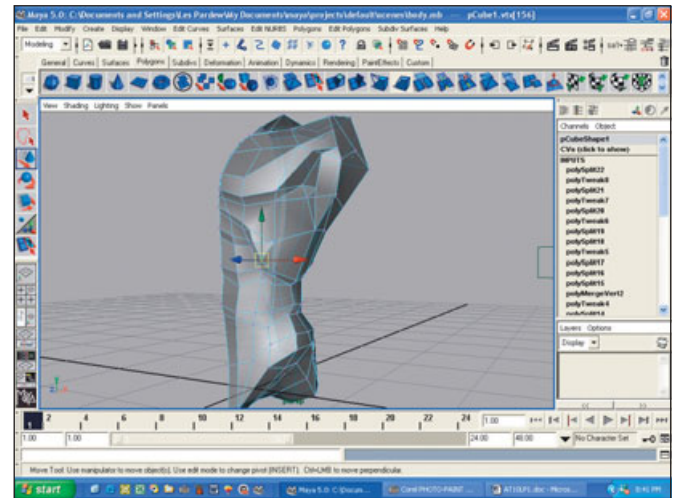 Maya 5.0: C:\Documents and Settings\Les Pardew\My Documents\maya\projects\default\scenes\body.mb --- pCube1.vtx[156]
File Edit Modify Create Display Window Edit Curves Surfaces Edit NURBS Polygons Edit Polygons Subdiv Surfaces Help
Modeling
General Curves Surfaces Polygons Subdivs Deformation Animation Dynamics Rendering PaintEffects Custom
View Shading Lighting Show Panels
Channels Object
pCubeShape1
CVs (click to show)
INPUTS
polySplit22
polyTweak8
polySplit21
polyTweak7
polySplit20
polyTweak6
polySplit19
polySplit18
polyTweak5
polySplit17
polySplit16
polySplit15
polyMergeVert2
polyTweak4
polySplit14
Layers Options
Display
persp
1 2 4 6 8 10 12 14 16 18 20 22 24 1.00
1.00 1.00 24.00 48.00 No Character Set
Move Tool: Use manipulator to move object(s). Use edit mode to change pivot (INSERT). Ctrl+LMB to move perpendicular.
start Maya 5.0: C:\Docum... Corel PHOTO-PAINT ... AT10LP1.doc - Micros... 8:41 PM